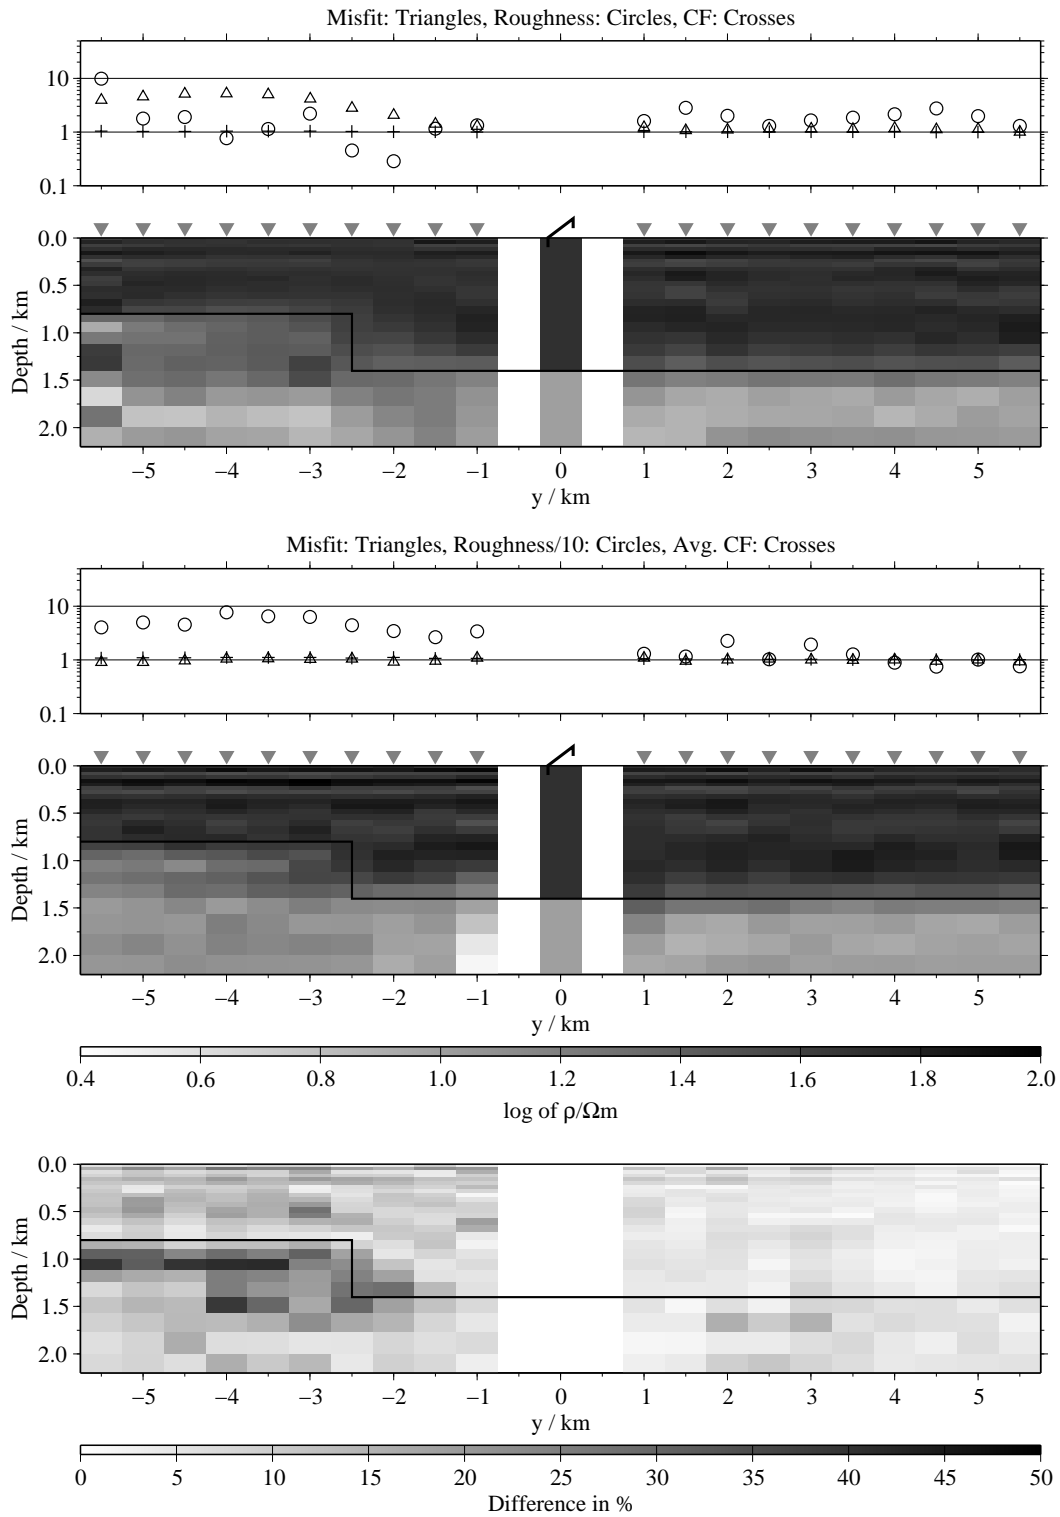 Misfit: Triangles, Roughness: Circles, CF: Crosses
10
1
0.1
0.0
0.5
1.0
1.5
2.0
Depth / km
−5 −4 −3 −2 −1 0 1 2 3 4 5
y / km
Misfit: Triangles, Roughness/10: Circles, Avg. CF: Crosses
10
1
0.1
0.0
0.5
1.0
1.5
2.0
Depth / km
−5 −4 −3 −2 −1 0 1 2 3 4 5
y / km
0.4 0.6 0.8 1.0 1.2 1.4 1.6 1.8 2.0
log of ρ/Ωm
0.0
0.5
1.0
1.5
2.0
Depth / km
−5 −4 −3 −2 −1 0 1 2 3 4 5
y / km
0 5 10 15 20 25 30 35 40 45 50
Difference in %